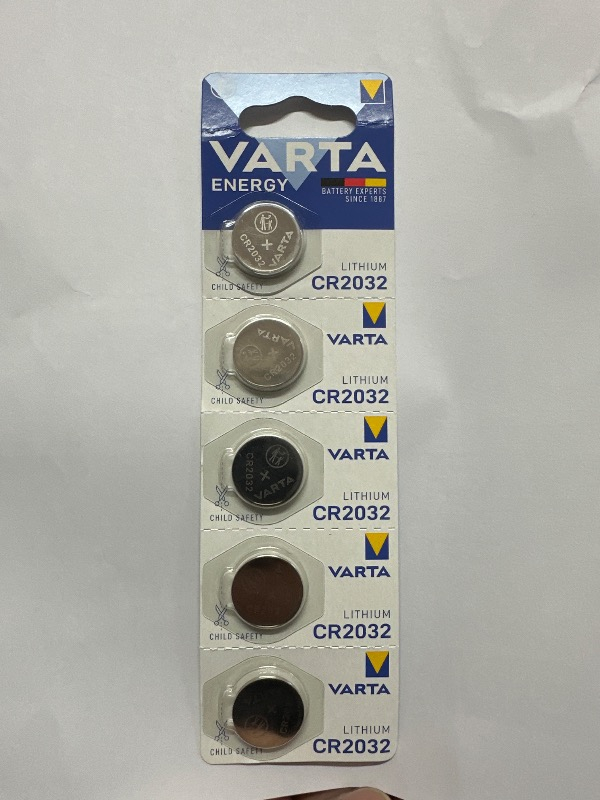 VARTA
ENERGY
BATTERY EXPERTS
SINCE 1887
CR2032
+
VARTA
LITHIUM
CR2032
CHILD SAFETY
VARTA
VARTA
+
CR2032
LITHIUM
CR2032
CHILD SAFETY
VARTA
CR2032
+
VARTA
LITHIUM
CR2032
CHILD SAFETY
VARTA
LITHIUM
CR2032
CHILD SAFETY
VARTA
LITHIUM
CR2032
CHILD SAFETY